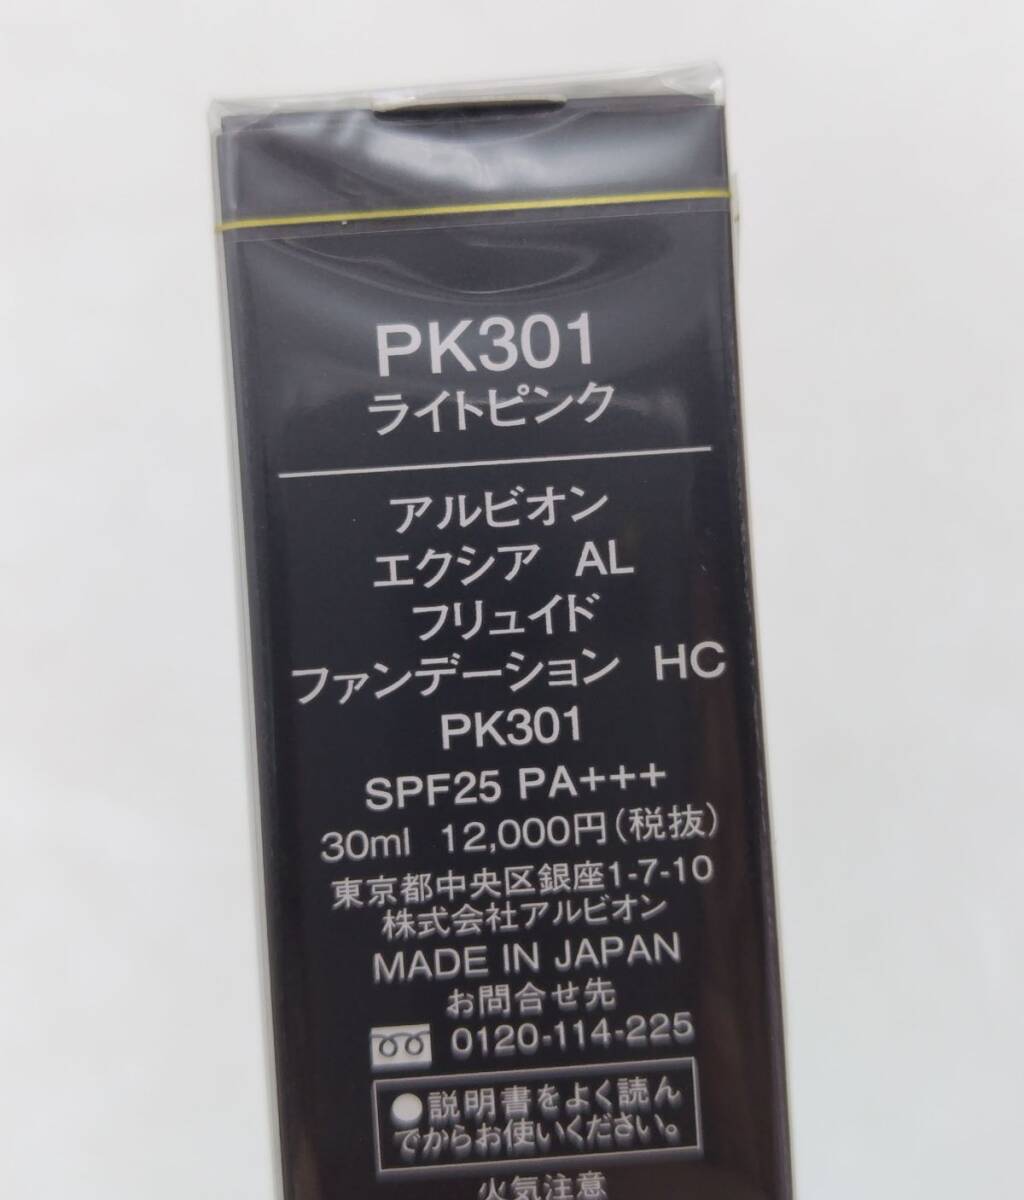 PK301
ライトピンク
アルビオン
エクシア AL
フリュイド
ファンデーション HC
PK301
SPF25 PA+++
30ml 12,000円(税抜)
東京都中央区銀座1-7-10
株式会社アルビオン
MADE IN JAPAN
お問合せ先
0120-114-225
●説明書をよく読ん
でからお使いください。
火気注意